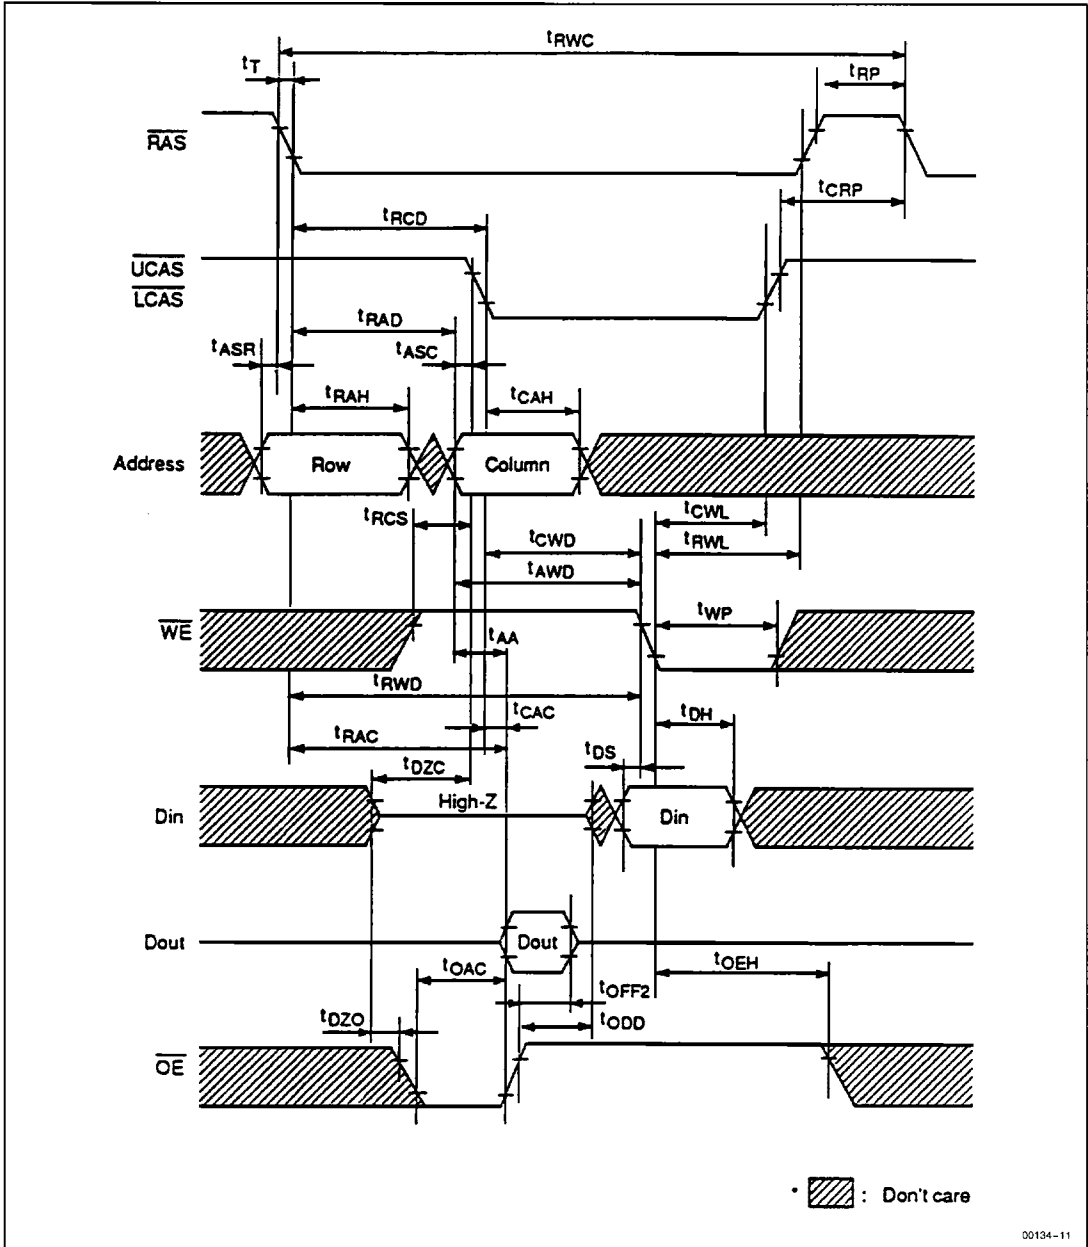 tRWC
tT
tRP
RAS
tCRP
tRCD
UCAS
LCAS
tRAD
tASR
tASC
tRAH
tCAH
Address
Row
Column
tRCS
tCWL
tCWD
tRWL
tAWD
WE
tWP
tAA
tRWD
tCAC
tDH
tRAC
tDS
tDZC
High-Z
Din
Din
Dout
Dout
tOAC
tOEH
tOFF2
tDZO
tODD
OE
* : Don't care
00134-11